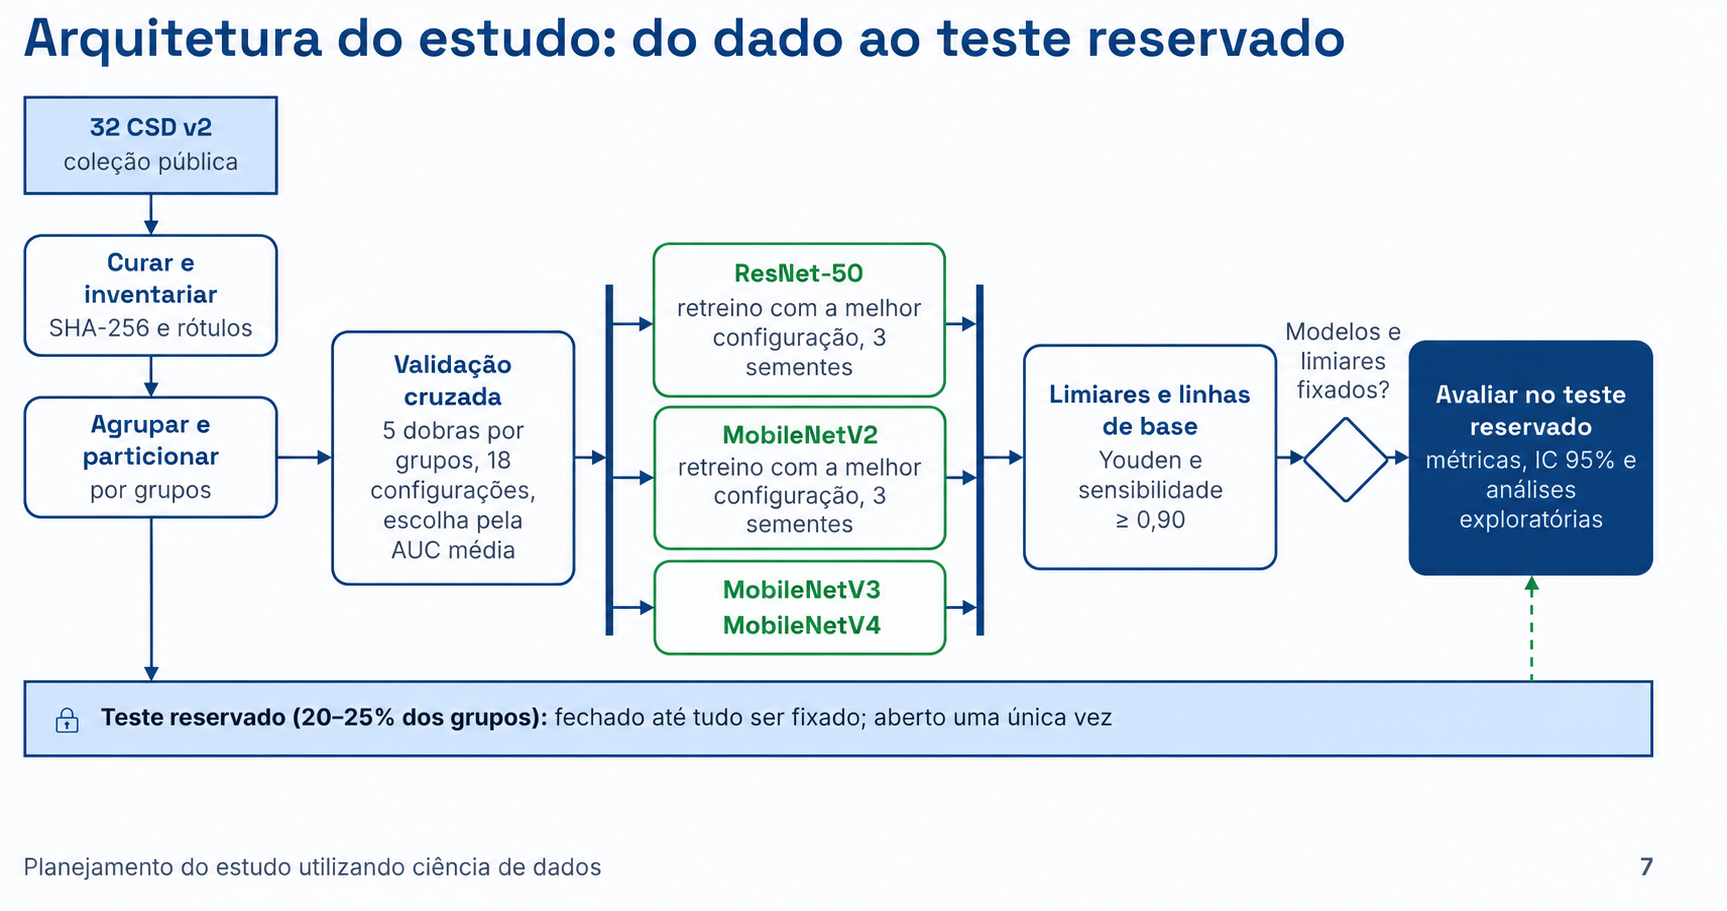 Arquitetura do estudo: do dado ao teste reservado
32 CSD v2
coleção pública
Curar e
inventariar
SHA-256 e rótulos
Agrupar e
particionar
por grupos
Validação
cruzada
5 dobras por
grupos, 18
configurações,
escolha pela
AUC média
ResNet-50
retreino com a melhor
configuração, 3
sementes
MobileNetV2
retreino com a melhor
configuração, 3
sementes
MobileNetV3
MobileNetV4
Limiares e linhas
de base
Youden e
sensibilidade
≥ 0,90
Modelos e
limiares
fixados?
Avaliar no teste
reservado
métricas, IC 95% e
análises
exploratórias
Teste reservado (20–25% dos grupos): fechado até tudo ser fixado; aberto uma única vez
Planejamento do estudo utilizando ciência de dados
7